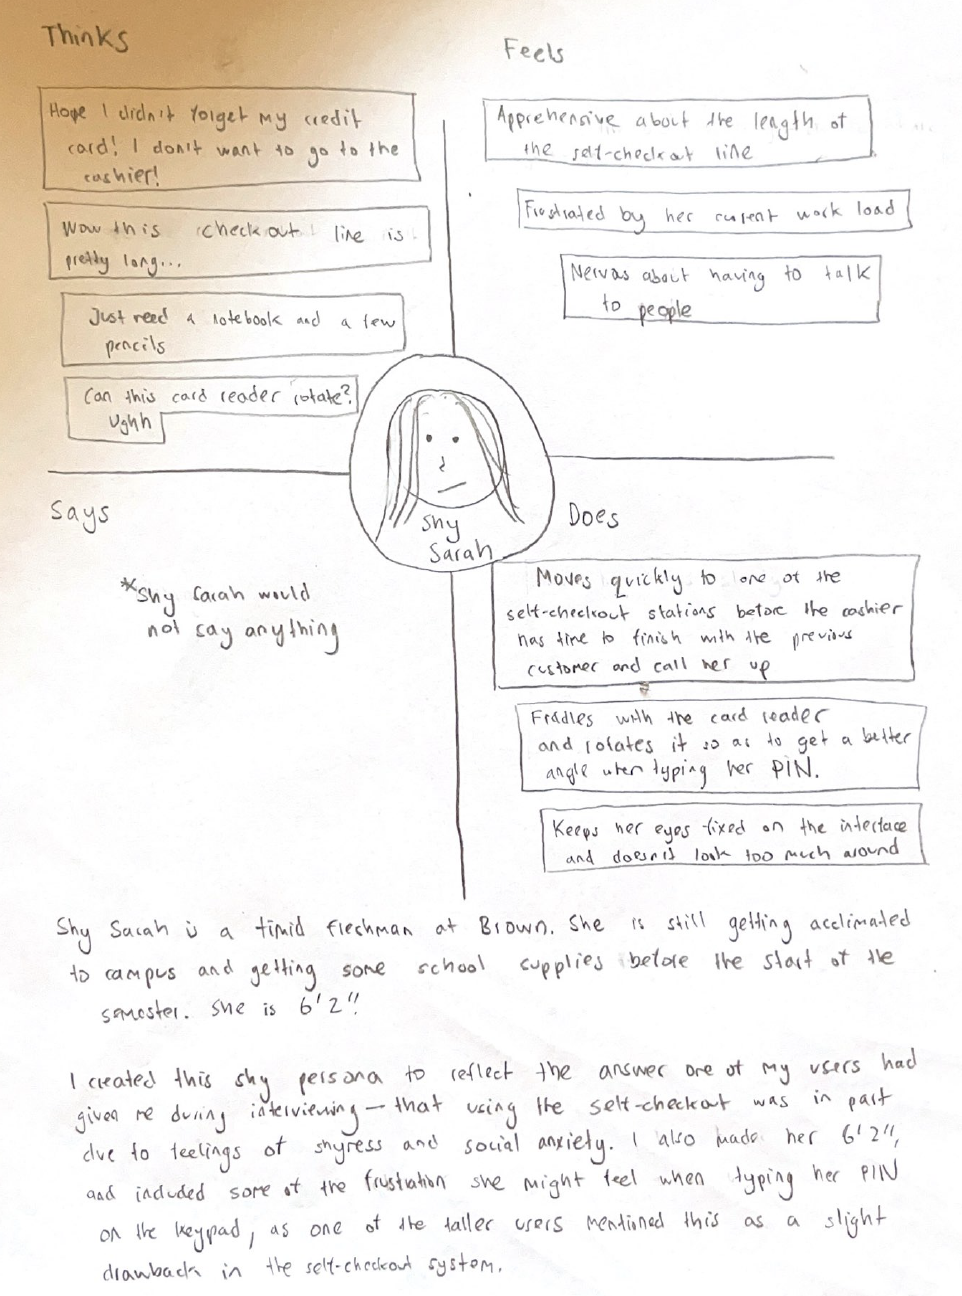 Thinks
Hope I didn't forget my credit
card! I don't want to go to the
cashier!
Wow this checkout line is
pretty long...
Just need a notebook and a few
pencils
Can this card reader rotate?
Ughh
Feels
Apprehensive about the length of
the self-checkout line
Frustrated by her current work load
Nervous about having to talk
to people
Shy
Sarah
Says
*Shy Sarah would
not say anything
Does
Moves quickly to one of the
self-checkout stations before the cashier
has time to finish with the previous
customer and call her up
Fiddles with the card reader
and rotates it so as to get a better
angle when typing her PIN.
Keeps her eyes fixed on the interface
and doesn't look too much around
Shy Sarah is a timid freshman at Brown. She is still getting acclimated
to campus and getting some school supplies before the start of the
semester. She is 6'2".
I created this shy persona to reflect the answer one of my users had
given me during interviewing — that using the self-checkout was in part
due to feelings of shyness and social anxiety. I also made her 6'2",
and included some of the frustration she might feel when typing her PIN
on the keypad, as one of the taller users mentioned this as a slight
drawback in the self-checkout system.